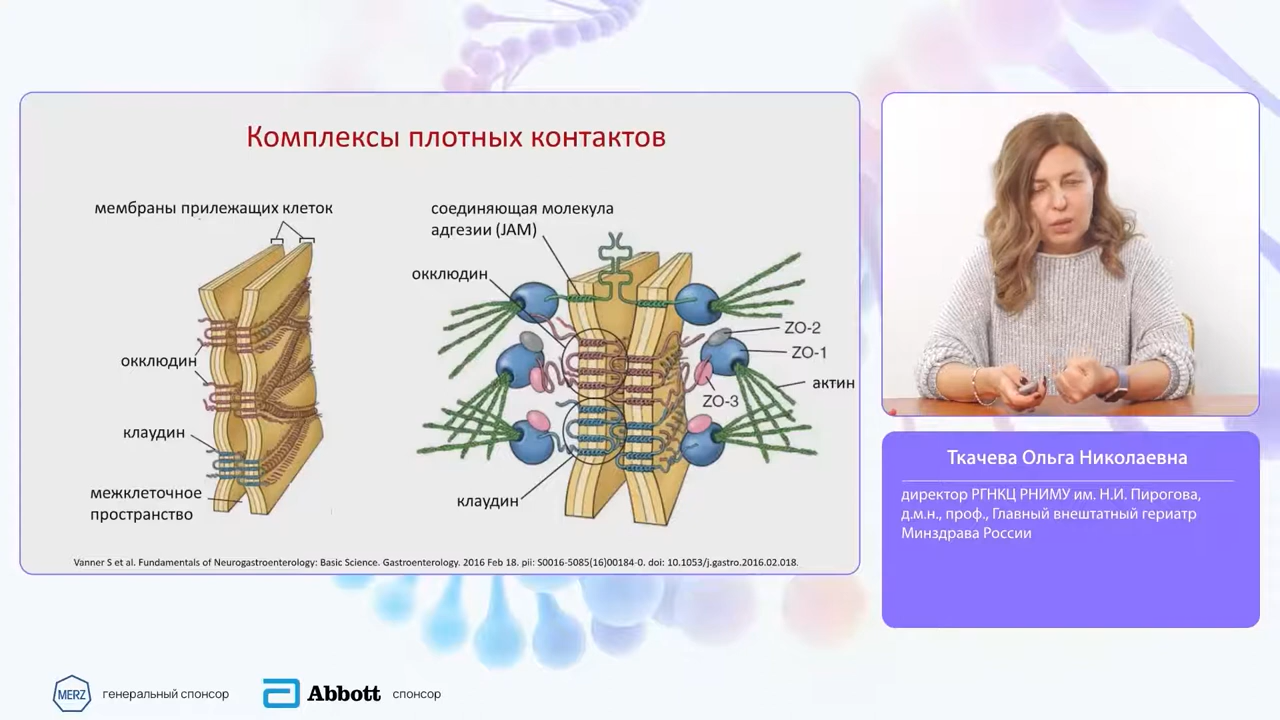 Комплексы плотных контактов
мембраны прилежащих клеток
окклюдин
клаудин
межклеточное
пространство
соединяющая молекула
адгезии (JAM)
окклюдин
ZO-2
ZO-1
актин
ZO-3
клаудин
Vanner S et al. Fundamentals of Neurogastroenterology: Basic Science. Gastroenterology. 2016 Feb 18. pii: S0016-5085(16)00184-0. doi: 10.1053/j.gastro.2016.02.018.
Ткачева Ольга Николаевна
директор РГНКЦ РНИМУ им. Н.И. Пирогова,
д.м.н., проф., Главный внештатный гериатр
Минздрава России
MERZ генеральный спонсор
Abbott спонсор